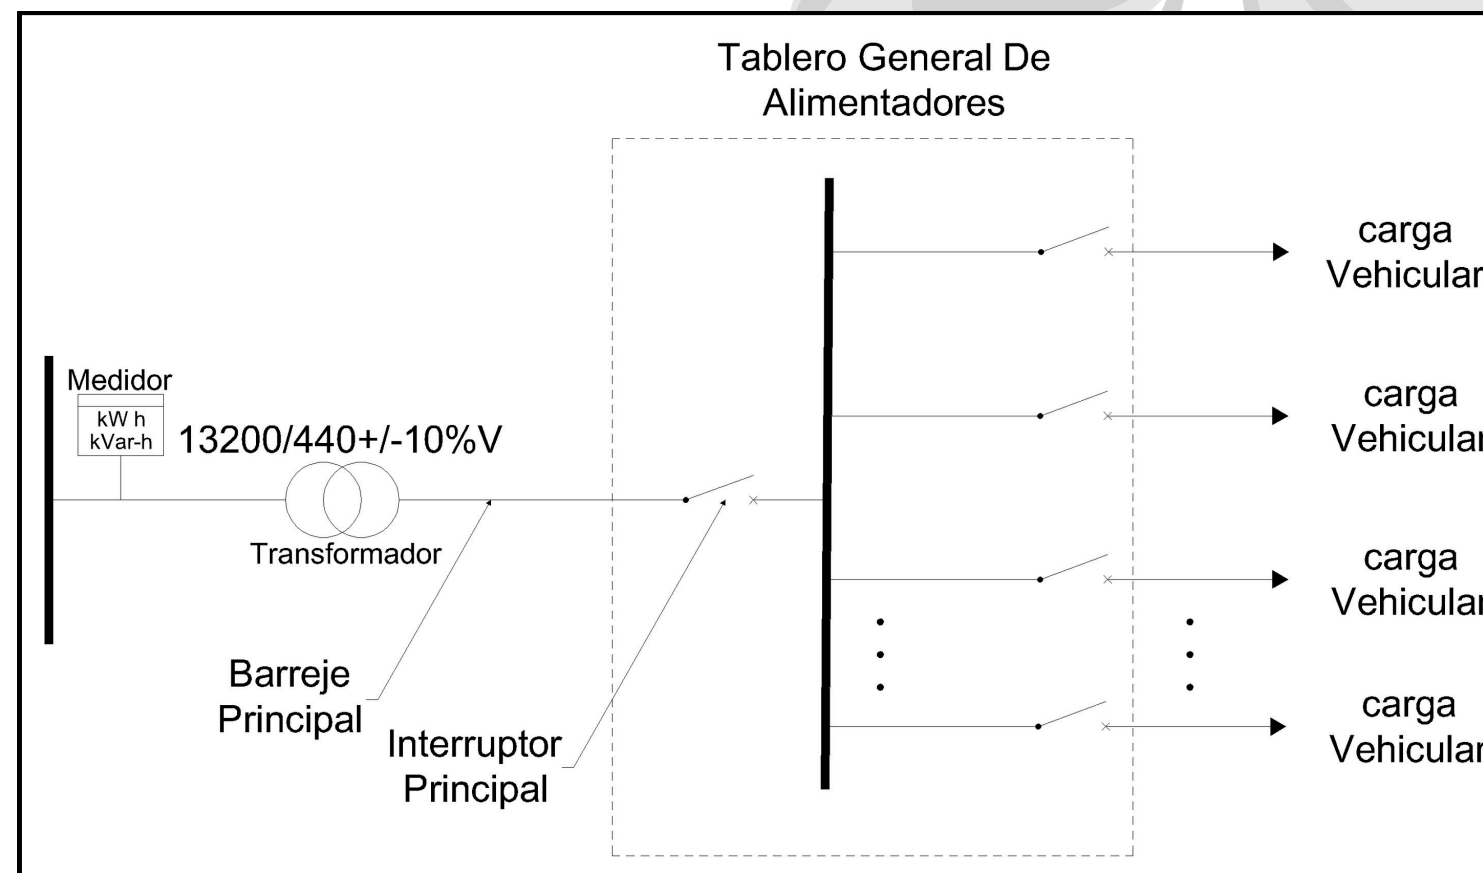 Tablero General De
Alimentadores
carga
Vehicular
Medidor
kW h
kVar-h
13200/440+/-10%V
carga
Vehicular
Transformador
carga
Vehicular
Barreje
Principal
Interruptor
Principal
carga
Vehicular